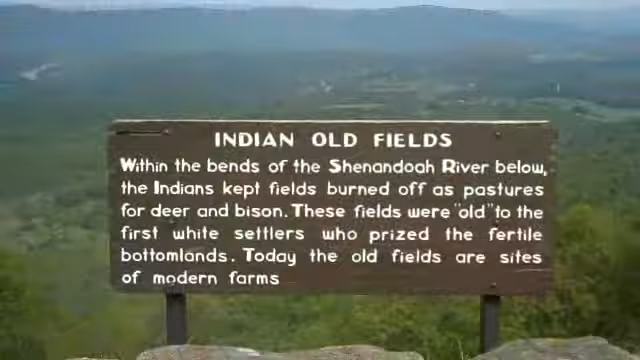 INDIAN OLD FIELDS
Within the bends of the Shenandoah River below,
the Indians kept fields burned off as pastures
for deer and bison. These fields were "old" to the
first white settlers who prized the fertile
bottomlands. Today the old fields are sites
of modern farms